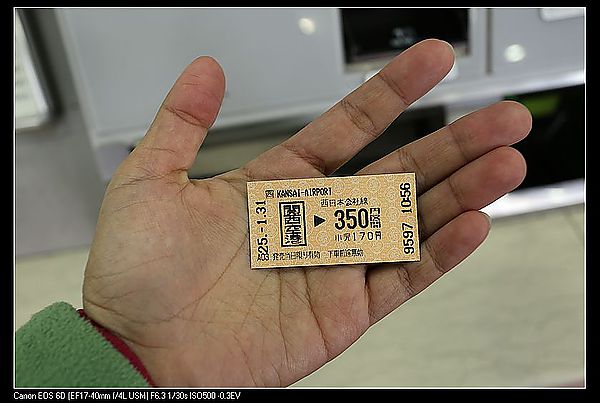 西 KANSAI-AIRPORT
西日本会社線
関西空港 ▶ 350円区間
小児170円
発売当日限り有効 下車前途無効
25.-1.31
9597 10:56
Canon EOS 6D [EF17-40mm f/4L USM] F6.3 1/30s ISO500 -0.3EV